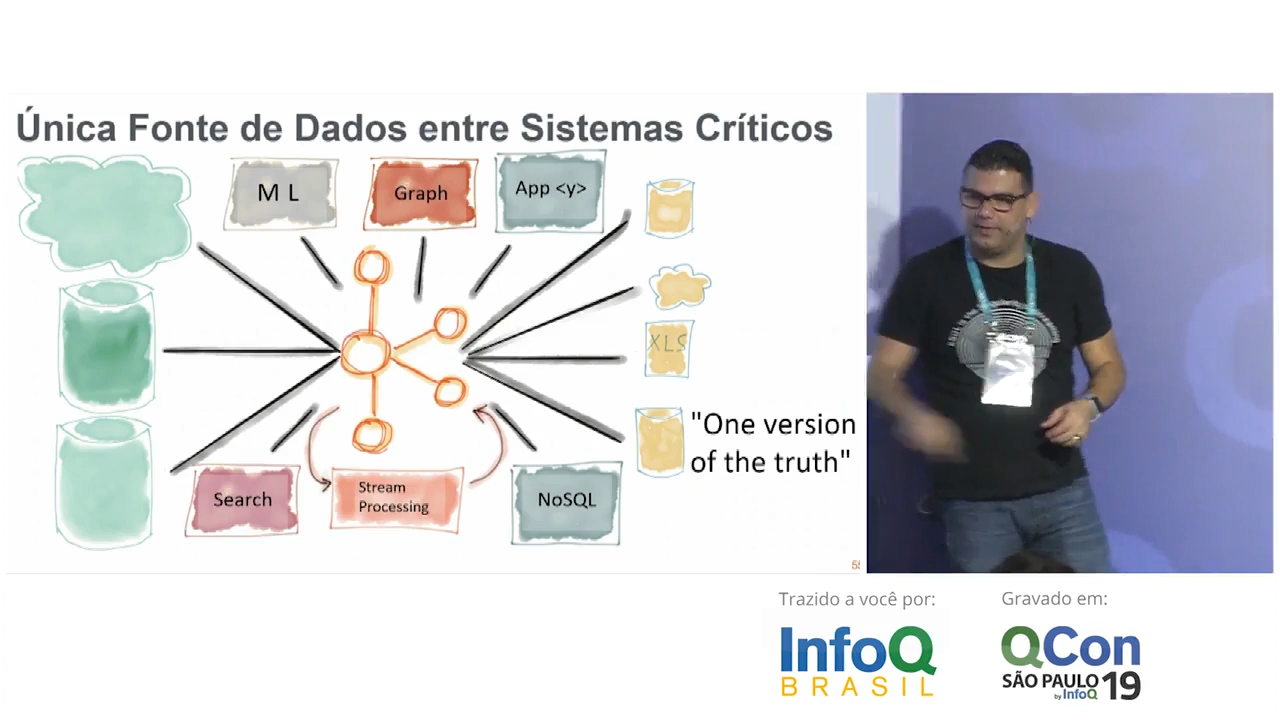 Única Fonte de Dados entre Sistemas Críticos
M L
Graph
App <y>
XLS
"One version
of the truth"
Search
Stream
Processing
NoSQL
55
Trazido a você por:
Gravado em:
InfoQ
BRASIL
QCon
SÃO PAULO 19
by InfoQ